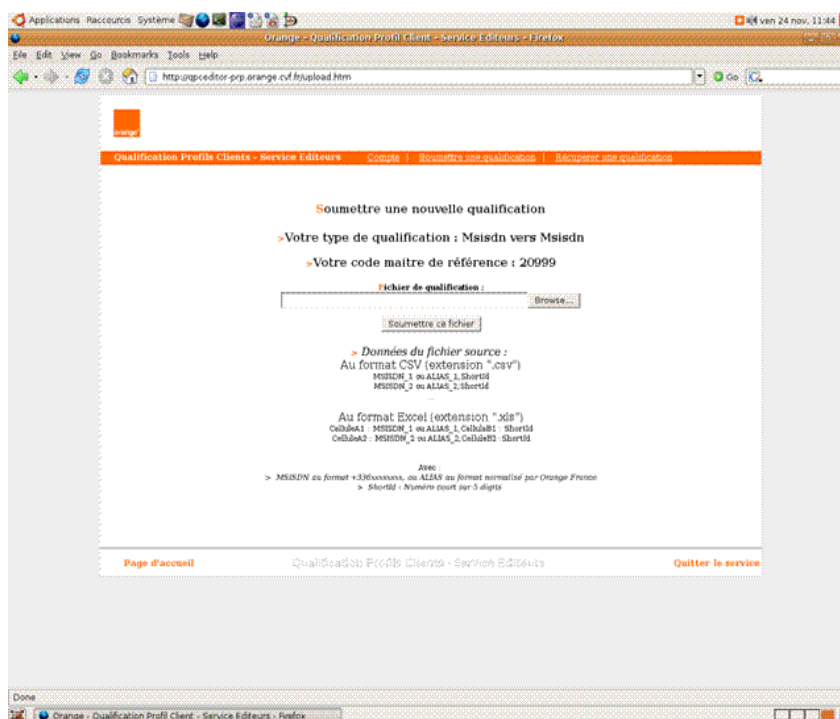 Applications Raccourcis Système
ven 24 nov, 11:44
Orange - Qualification Profil Client - Service Editeurs - Firefox
File Edit View Go Bookmarks Tools Help
http:qpceditor-prp.orange.cvf.fr/upload.htm
Go
orange
Qualification Profils Clients - Service Editeurs Compte | Soumettre une qualification | Récuperer une qualification
Soumettre une nouvelle qualification
>Votre type de qualification : Msisdn vers Msisdn
>Votre code maitre de référence : 20999
Fichier de qualification :
Browse...
Soumettre ce fichier
> Données du fichier source :
Au format CSV (extension ".csv")
MSISDN_1 ou ALIAS_1,ShortId
MSISDN_2 ou ALIAS_2,ShortId
...
Au format Excel (extension ".xls")
CelluleA1 : MSISDN_1 ou ALIAS_1,CelluleB1 : ShortId
CelluleA2 : MSISDN_2 ou ALIAS_2,CelluleB2 : ShortId
Avec :
> MSISDN au format +336xxxxxxxx, ou ALIAS au format normalisé par Orange France
> ShortId : Numéro court sur 5 digits
Page d'accueil Qualification Profils Clients - Service Editeurs Quitter le service
Done
Orange - Qualification Profil Client - Service Editeurs - Firefox